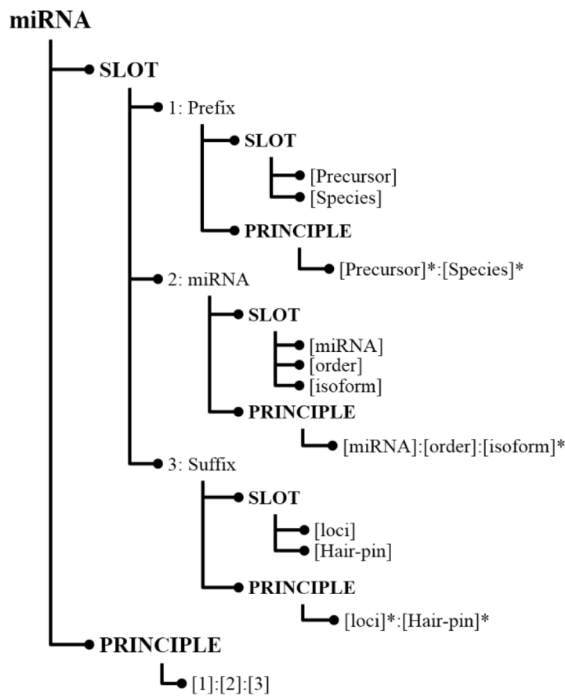 miRNA
SLOT
1: Prefix
SLOT
[Precursor]
[Species]
PRINCIPLE
[Precursor]*:[Species]*
2: miRNA
SLOT
[miRNA]
[order]
[isoform]
PRINCIPLE
[miRNA]:[order]:[isoform]*
3: Suffix
SLOT
[loci]
[Hair-pin]
PRINCIPLE
[loci]*:[Hair-pin]*
PRINCIPLE
[1]:[2]:[3]